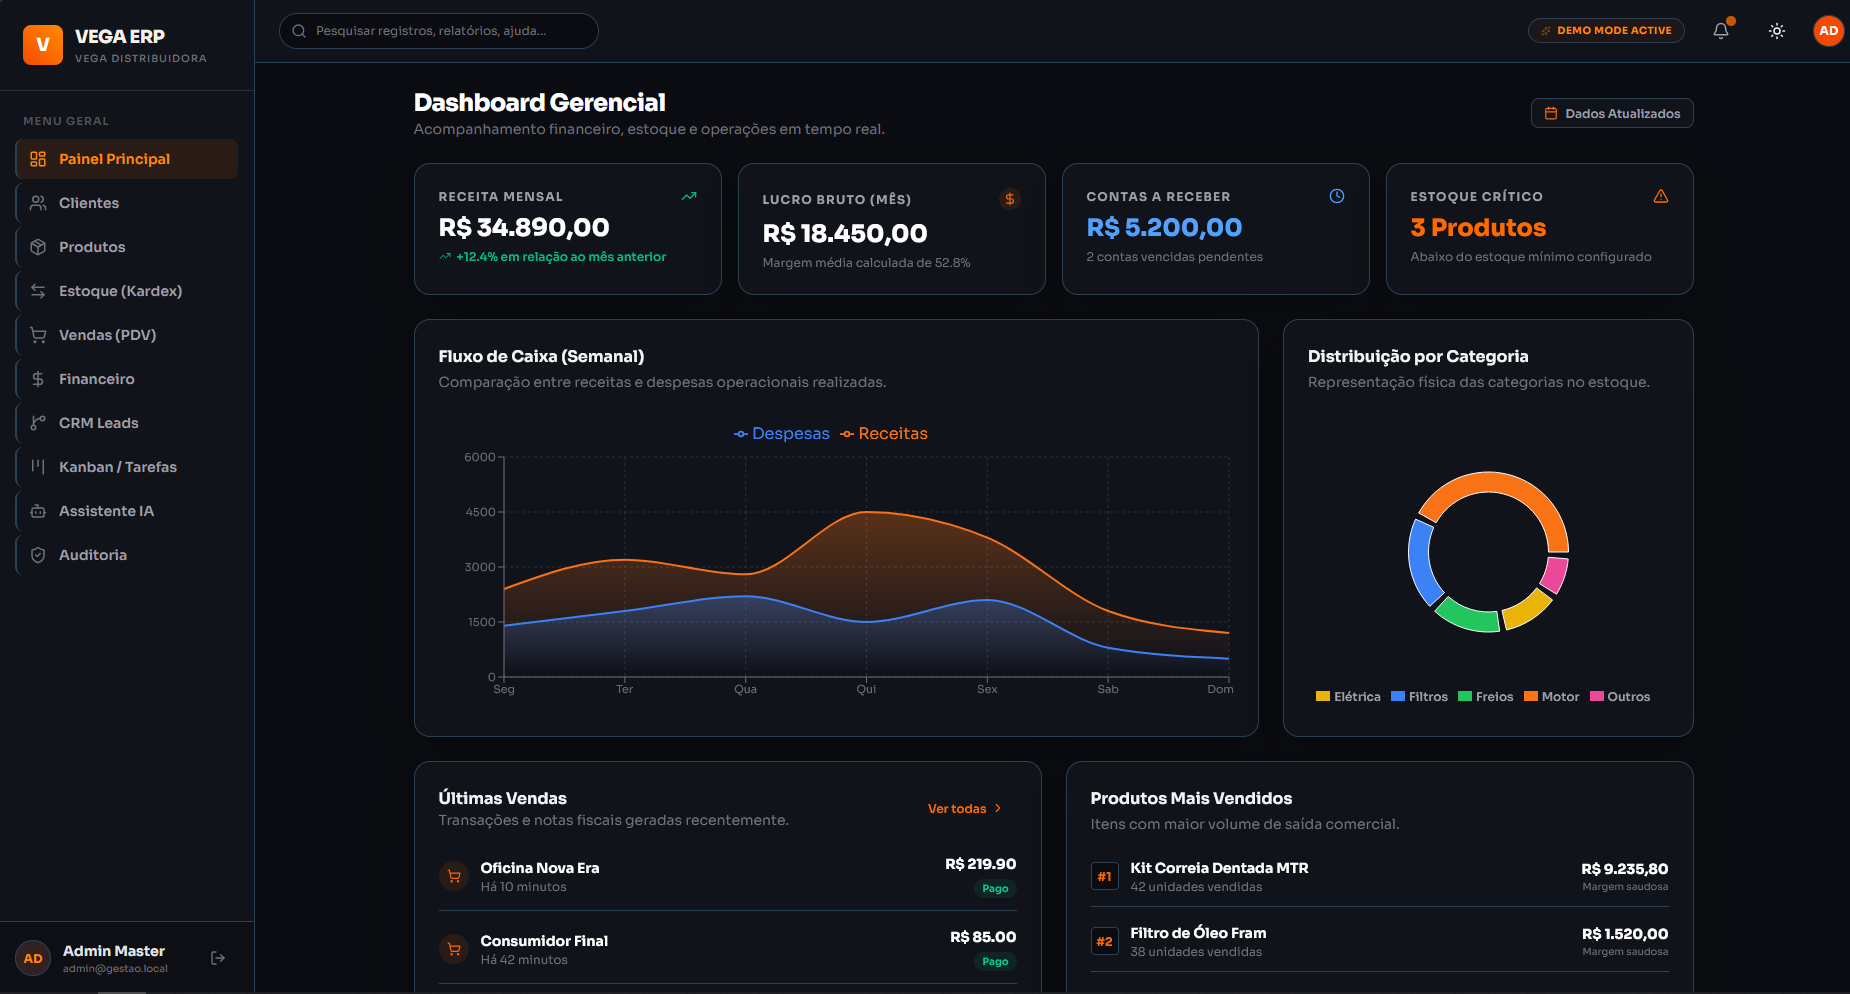 V
VEGA ERP
VEGA DISTRIBUIDORA
Pesquisar registros, relatórios, ajuda...
DEMO MODE ACTIVE
AD
MENU GERAL
Painel Principal
Clientes
Produtos
Estoque (Kardex)
Vendas (PDV)
Financeiro
CRM Leads
Kanban / Tarefas
Assistente IA
Auditoria
AD
Admin Master
admin@gestao.local
Dashboard Gerencial
Acompanhamento financeiro, estoque e operações em tempo real.
Dados Atualizados
RECEITA MENSAL
R$ 34.890,00
+12.4% em relação ao mês anterior
LUCRO BRUTO (MÊS)
$
R$ 18.450,00
Margem média calculada de 52.8%
CONTAS A RECEBER
R$ 5.200,00
2 contas vencidas pendentes
ESTOQUE CRÍTICO
3 Produtos
Abaixo do estoque mínimo configurado
Fluxo de Caixa (Semanal)
Comparação entre receitas e despesas operacionais realizadas.
Despesas Receitas
6000
4500
3000
1500
0
Seg Ter Qua Qui Sex Sab Dom
Distribuição por Categoria
Representação física das categorias no estoque.
Elétrica Filtros Freios Motor Outros
Últimas Vendas
Transações e notas fiscais geradas recentemente.
Ver todas
Oficina Nova Era
Há 10 minutos
R$ 219.90
Pago
Consumidor Final
Há 42 minutos
R$ 85.00
Pago
Produtos Mais Vendidos
Itens com maior volume de saída comercial.
#1
Kit Correia Dentada MTR
42 unidades vendidas
R$ 9.235,80
Margem saudosa
#2
Filtro de Óleo Fram
38 unidades vendidas
R$ 1.520,00
Margem saudosa